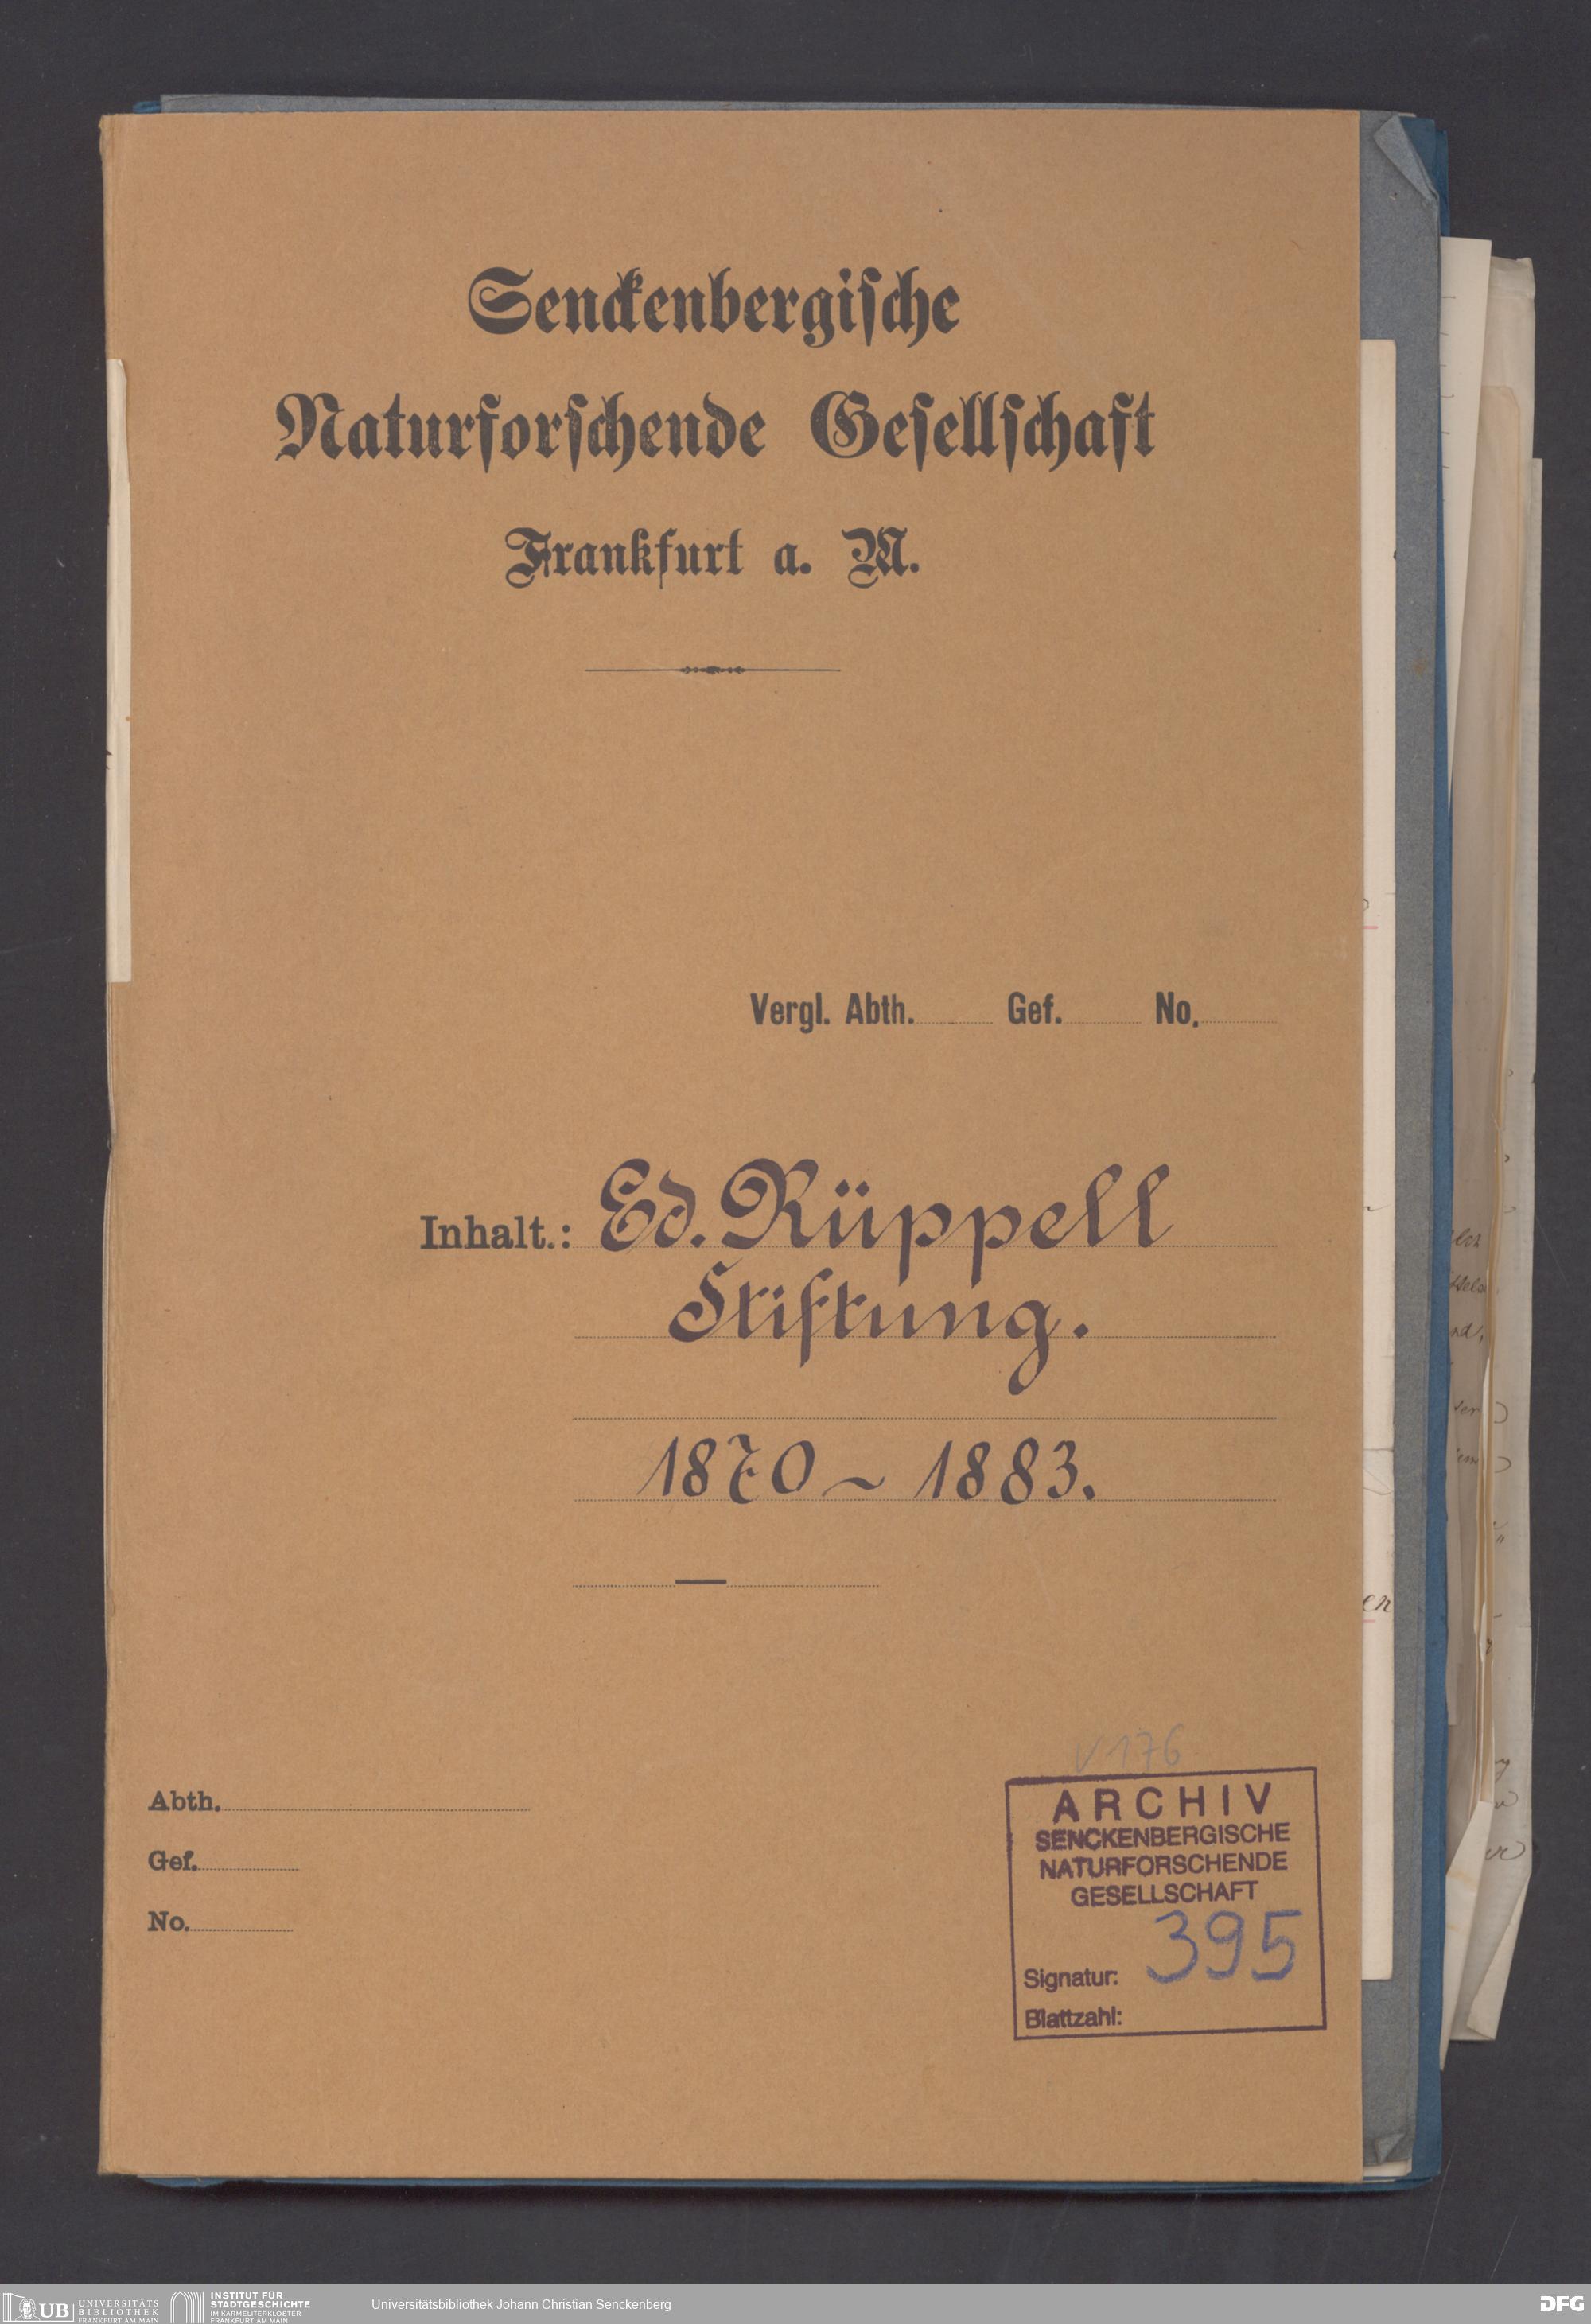 Senckenbergische
Naturforschende Gesellschaft
Frankfurt a. M.
Vergl. Abth. Gef. No.
Inhalt.: Ed. Rüppell
Stiftung.
1870 ~ 1883.
Abth.
Gef.
No.
V 176
ARCHIV
SENCKENBERGISCHE
NATURFORSCHENDE
GESELLSCHAFT
395
Signatur:
Blattzahl:
UB UNIVERSITÄTS
BIBLIOTHEK
FRANKFURT AM MAIN
INSTITUT FÜR
STADTGESCHICHTE
IM KARMELITERKLOSTER
FRANKFURT AM MAIN
Universitätsbibliothek Johann Christian Senckenberg
DFG